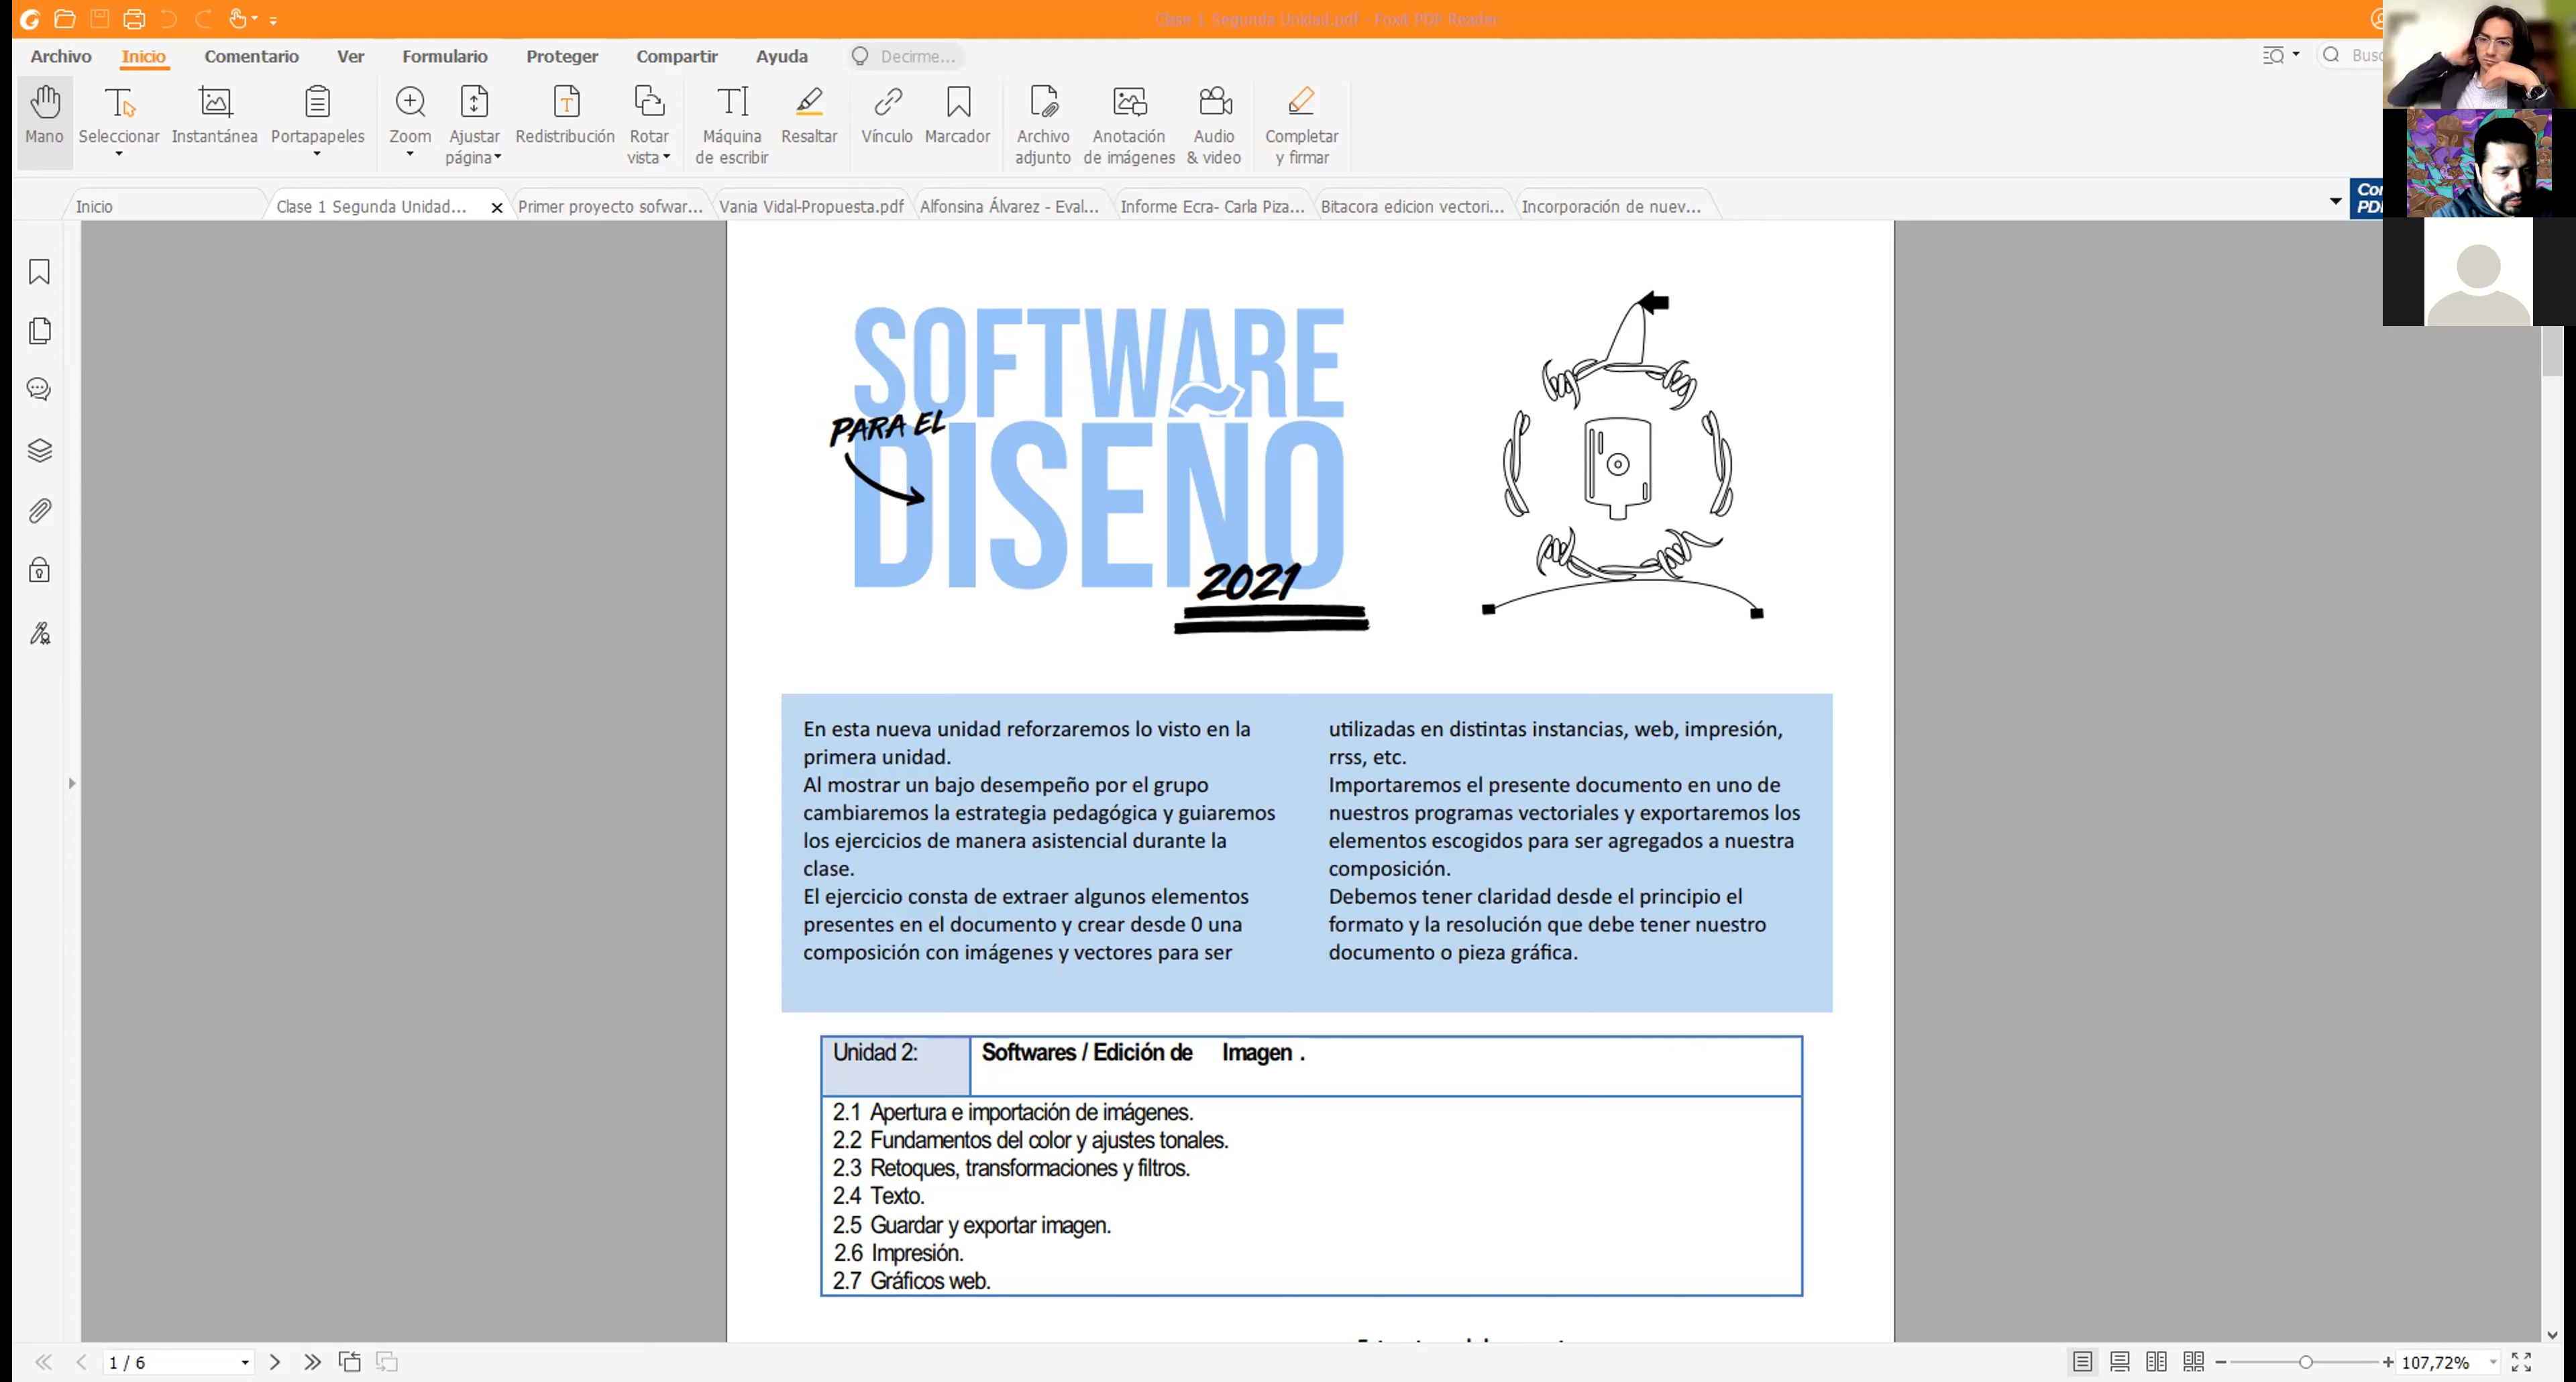 Clase 1 Segunda Unidad.pdf - Foxit PDF Reader
Archivo Inicio Comentario Ver Formulario Proteger Compartir Ayuda Decirme... Busc
Mano Seleccionar Instantánea Portapapeles Zoom Ajustar página Redistribución Rotar vista Máquina de escribir Resaltar Vínculo Marcador Archivo adjunto Anotación de imágenes Audio & video Completar y firmar
Inicio Clase 1 Segunda Unidad... Primer proyecto sofwar... Vania Vidal-Propuesta.pdf Alfonsina Álvarez - Eval... Informe Ecra- Carla Piza... Bitacora edicion vectori... Incorporación de nuev...
SOFTWARE
PARA EL
DISEÑO
2021
En esta nueva unidad reforzaremos lo visto en la
primera unidad.
Al mostrar un bajo desempeño por el grupo
cambiaremos la estrategia pedagógica y guiaremos
los ejercicios de manera asistencial durante la
clase.
El ejercicio consta de extraer algunos elementos
presentes en el documento y crear desde 0 una
composición con imágenes y vectores para ser
utilizadas en distintas instancias, web, impresión,
rrss, etc.
Importaremos el presente documento en uno de
nuestros programas vectoriales y exportaremos los
elementos escogidos para ser agregados a nuestra
composición.
Debemos tener claridad desde el principio el
formato y la resolución que debe tener nuestro
documento o pieza gráfica.
Unidad 2: Softwares / Edición de Imagen .
2.1 Apertura e importación de imágenes.
2.2 Fundamentos del color y ajustes tonales.
2.3 Retoques, transformaciones y filtros.
2.4 Texto.
2.5 Guardar y exportar imagen.
2.6 Impresión.
2.7 Gráficos web.
1 / 6 107,72%